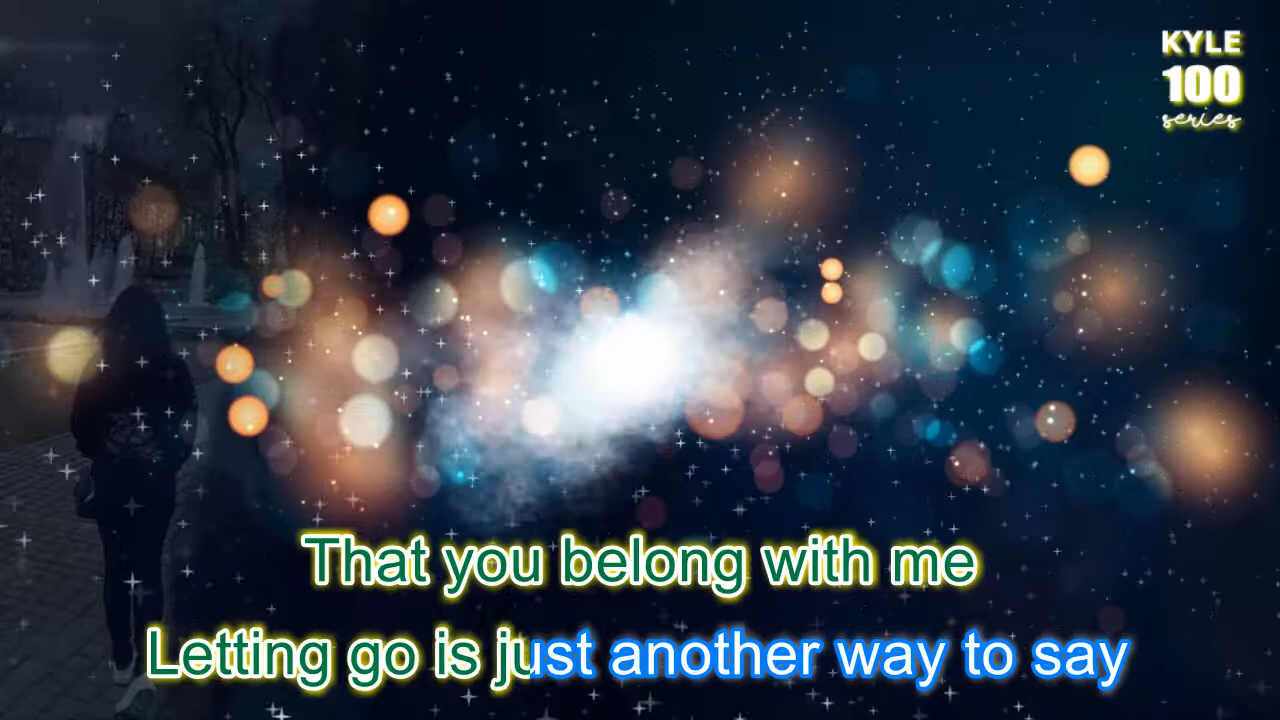 KYLE
100
series
That you belong with me
Letting go is just another way to say